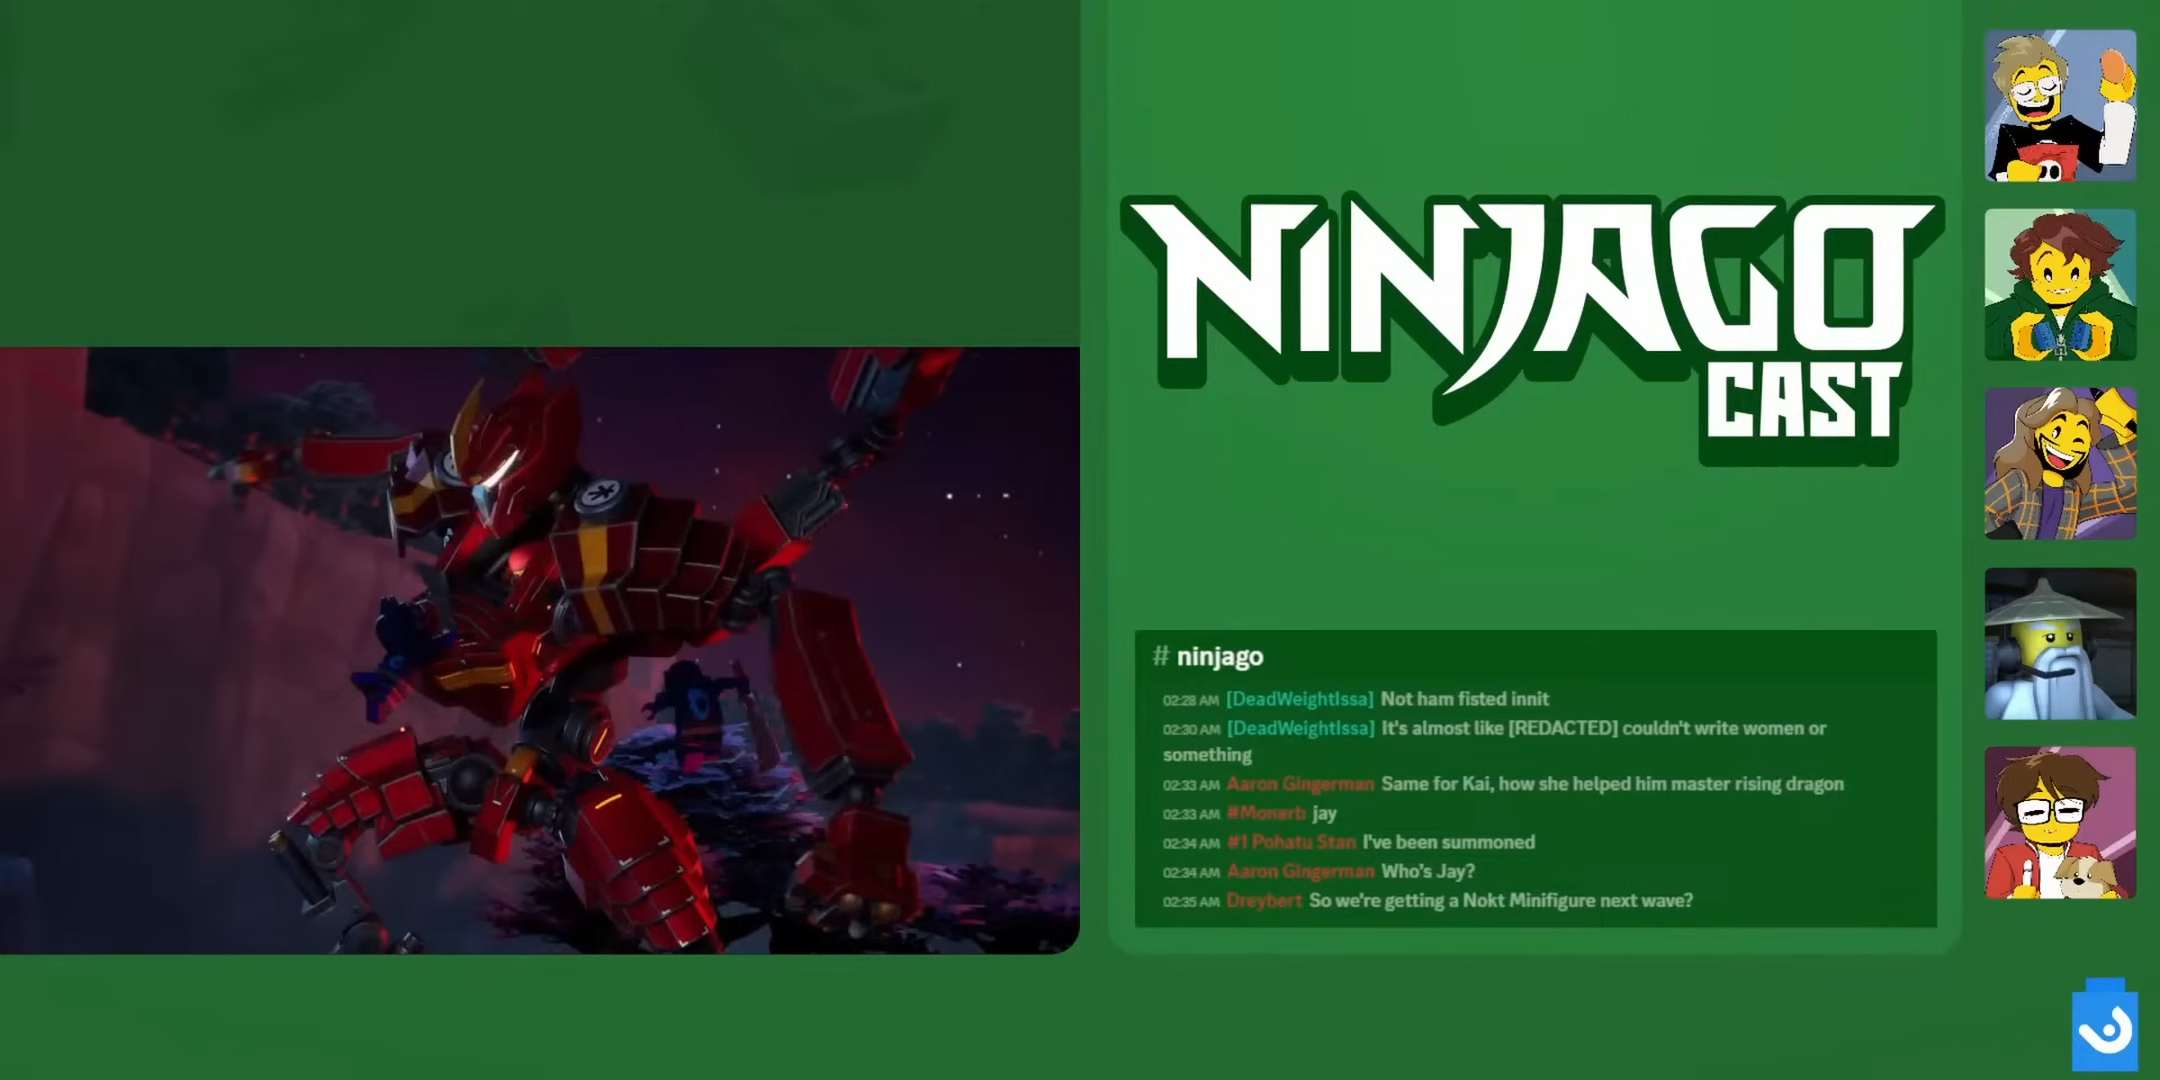 NINJAGO
CAST
# ninjago
02:28 AM [DeadWeightIssa] Not ham fisted innit
02:30 AM [DeadWeightIssa] It's almost like [REDACTED] couldn't write women or
something
02:33 AM Aaron Gingerman Same for Kai, how she helped him master rising dragon
02:33 AM #Monerb jay
02:34 AM #1 Pohatu Stan I've been summoned
02:34 AM Aaron Gingerman Who's Jay?
02:35 AM Dreybert So we're getting a Nokt Minifigure next wave?